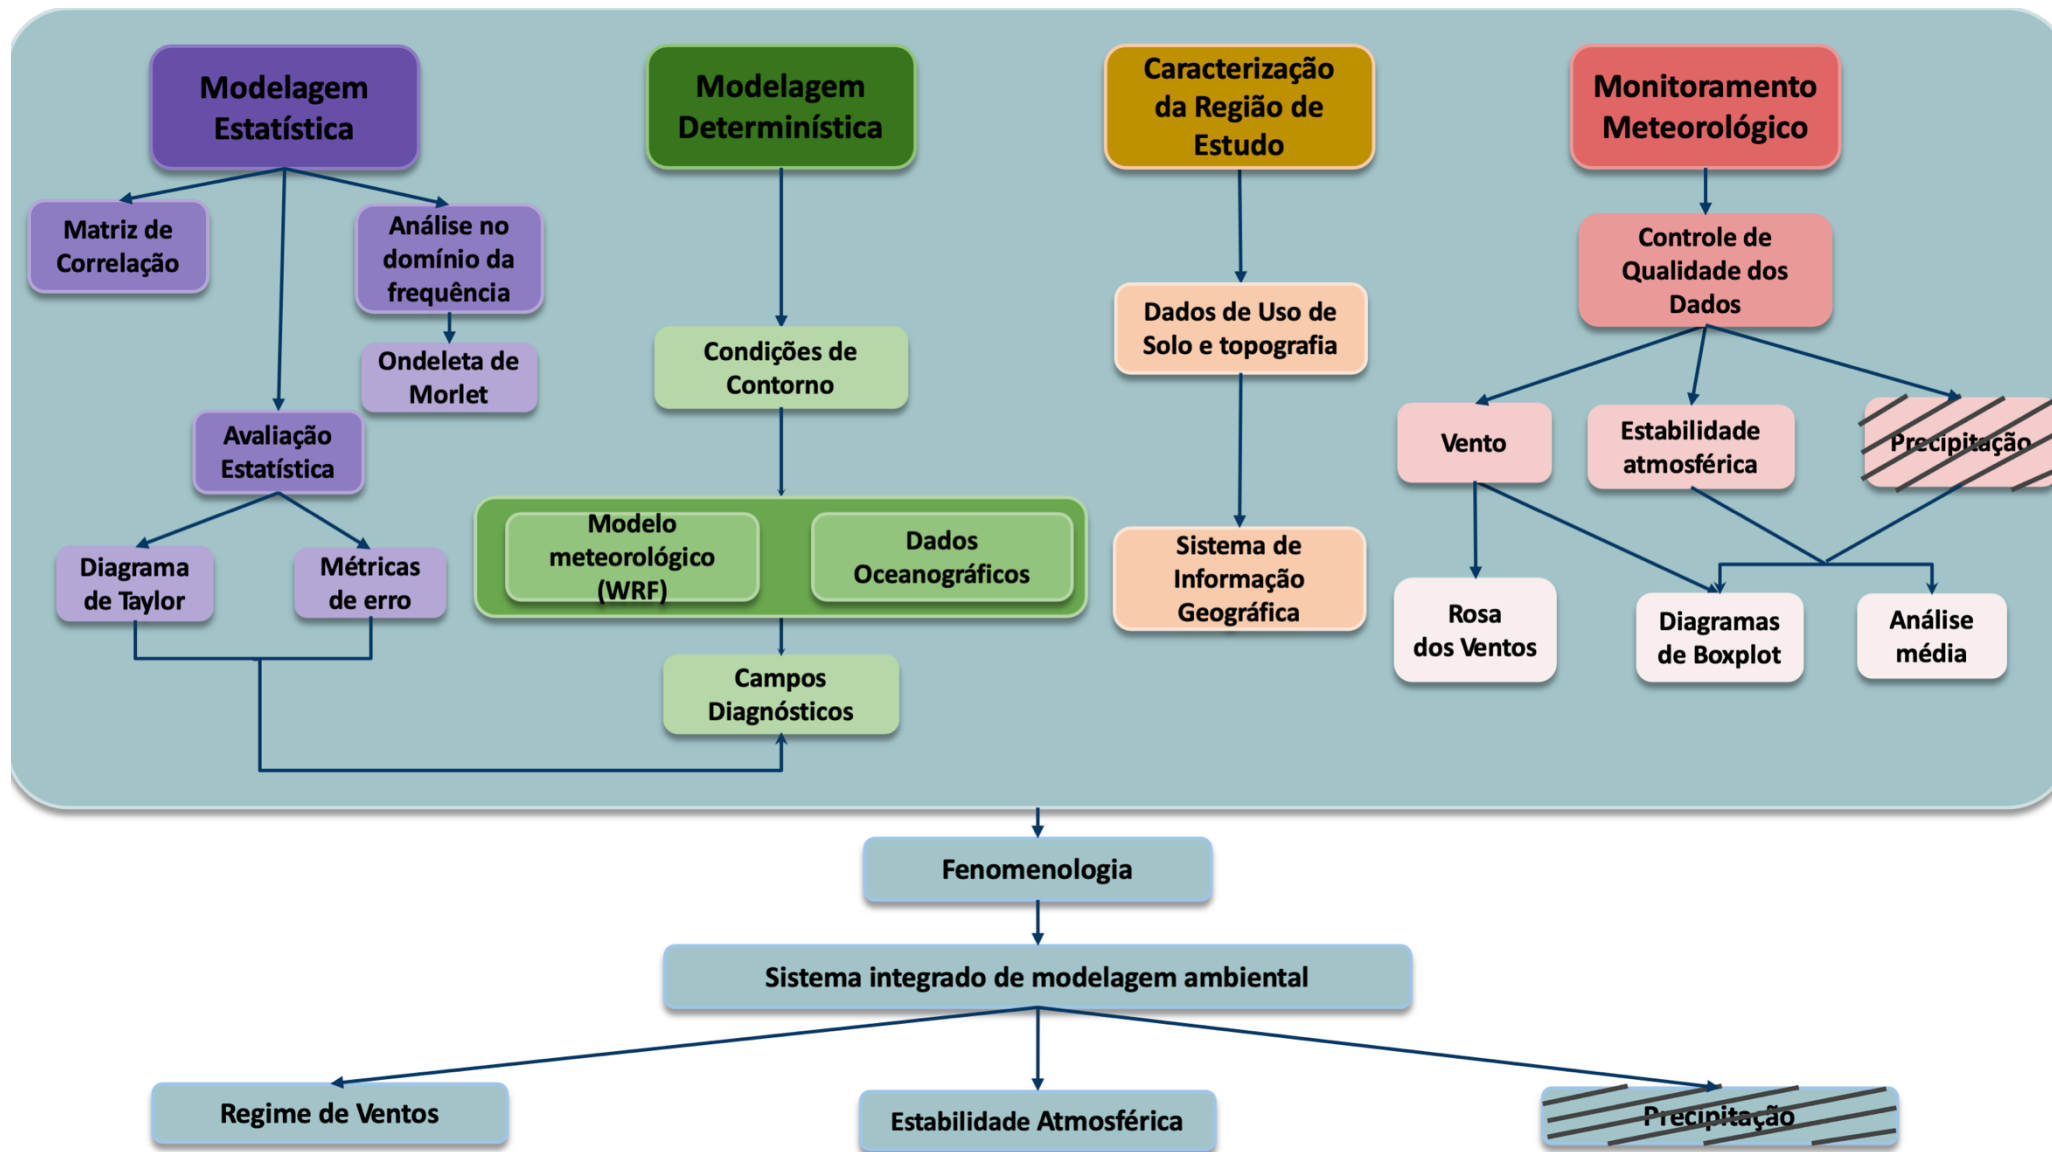 Modelagem
Estatística
Modelagem
Determinística
Caracterização
da Região de
Estudo
Monitoramento
Meteorológico
Matriz de
Correlação
Análise no
domínio da
frequência
Ondeleta de
Morlet
Avaliação
Estatística
Diagrama
de Taylor
Métricas
de erro
Condições de
Contorno
Modelo
meteorológico
(WRF)
Dados
Oceanográficos
Campos
Diagnósticos
Dados de Uso de
Solo e topografia
Sistema de
Informação
Geográfica
Controle de
Qualidade dos
Dados
Vento
Estabilidade
atmosférica
Precipitação
Rosa
dos Ventos
Diagramas
de Boxplot
Análise
média
Fenomenologia
Sistema integrado de modelagem ambiental
Regime de Ventos
Estabilidade Atmosférica
Precipitação